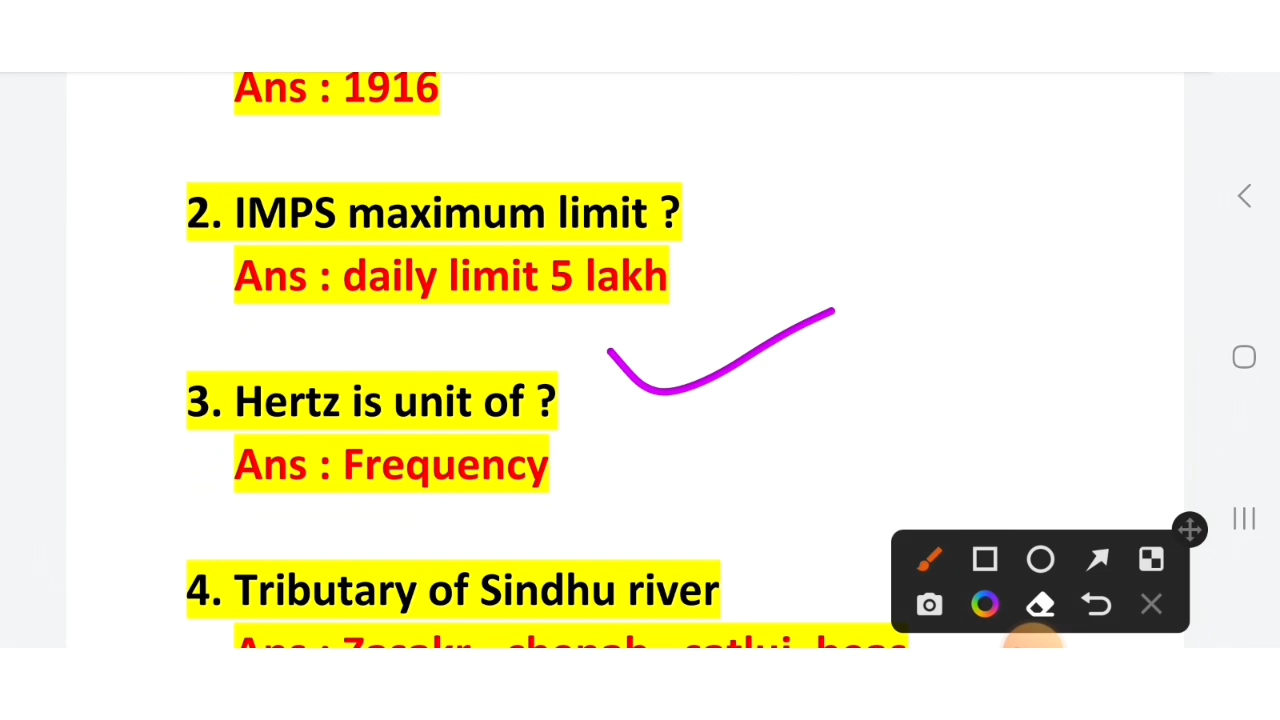 Ans : 1916
2. IMPS maximum limit ?
Ans : daily limit 5 lakh
3. Hertz is unit of ?
Ans : Frequency
4. Tributary of Sindhu river
Ans :